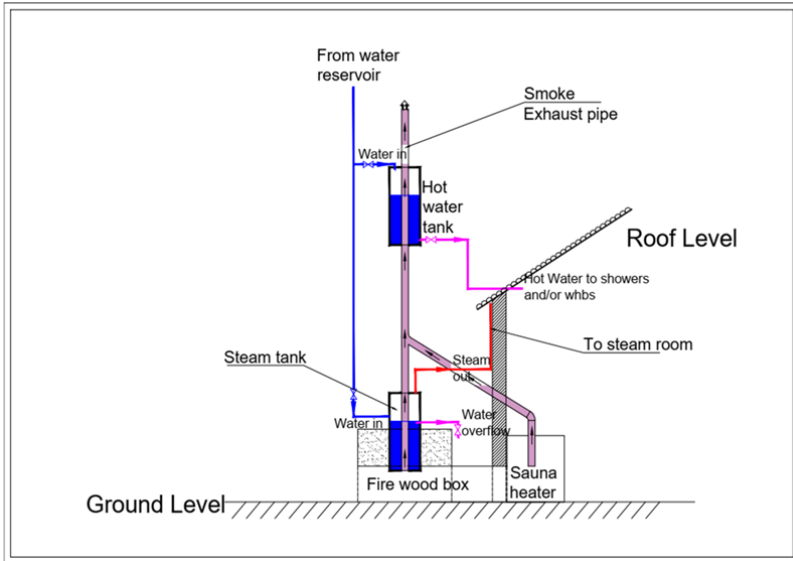 From water
reservoir
Smoke
Exhaust pipe
Water in
Hot
water
tank
Roof Level
Hot Water to showers
and/or whbs
To steam room
Steam tank
Steam
out
Water in
Water
overflow
Fire wood box
Sauna
heater
Ground Level